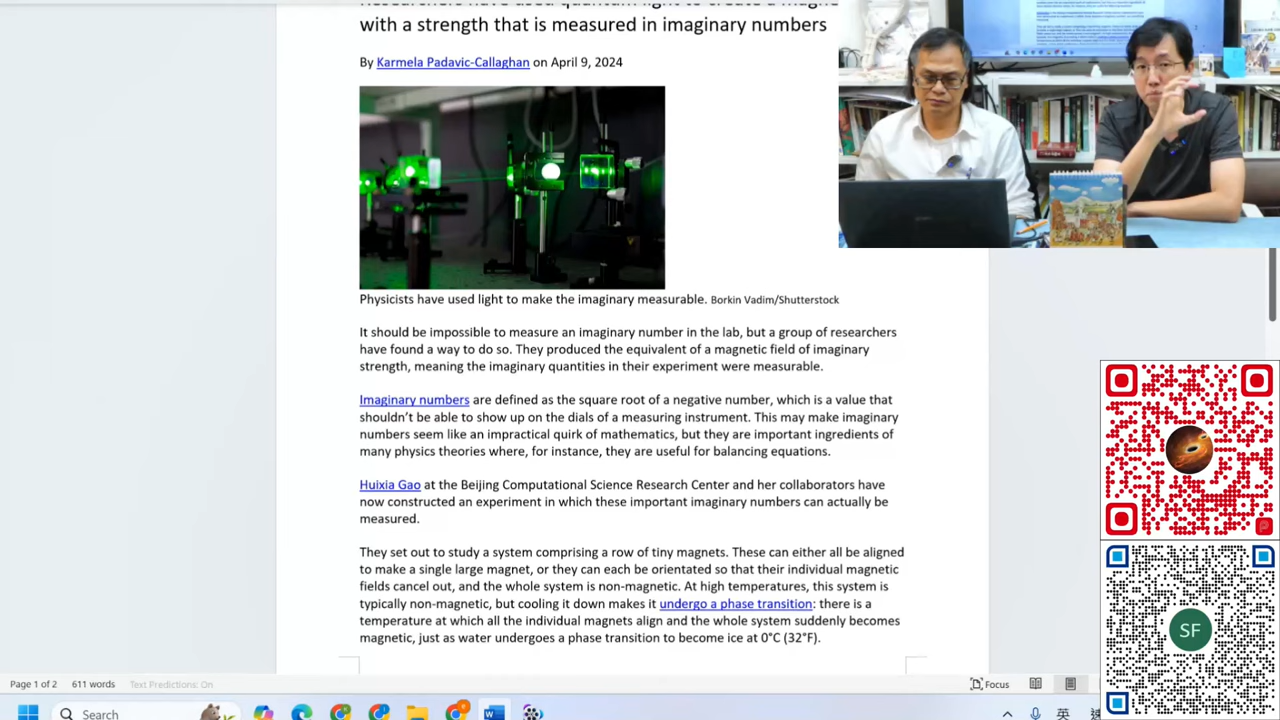 strength that is measured in imaginary numbers
By Karmela Padavic-Callaghan on April 9, 2024
Physicists have used light to make the imaginary measurable. Borkin Vadim/Shutterstock
It should be impossible to measure an imaginary number in the lab, but a group of researchers
have found a way to do so. They produced the equivalent of a magnetic field of imaginary
strength, meaning the imaginary quantities in their experiment were measurable.
Imaginary numbers are defined as the square root of a negative number, which is a value that
shouldn’t be able to show up on the dials of a measuring instrument. This may make imaginary
numbers seem like an impractical quirk of mathematics, but they are important ingredients of
many physics theories where, for instance, they are useful for balancing equations.
Huixia Gao at the Beijing Computational Science Research Center and her collaborators have
now constructed an experiment in which these important imaginary numbers can actually be
measured.
They set out to study a system comprising a row of tiny magnets. These can either all be aligned
to make a single large magnet, or they can each be orientated so that their individual magnetic
fields cancel out, and the whole system is non-magnetic. At high temperatures, this system is
typically non-magnetic, but cooling it down makes it undergo a phase transition: there is a
temperature at which all the individual magnets align and the whole system suddenly becomes
magnetic, just as water undergoes a phase transition to become ice at 0°C (32°F).
SF
Page 1 of 2 611 words Text Predictions: On Focus
Search 英